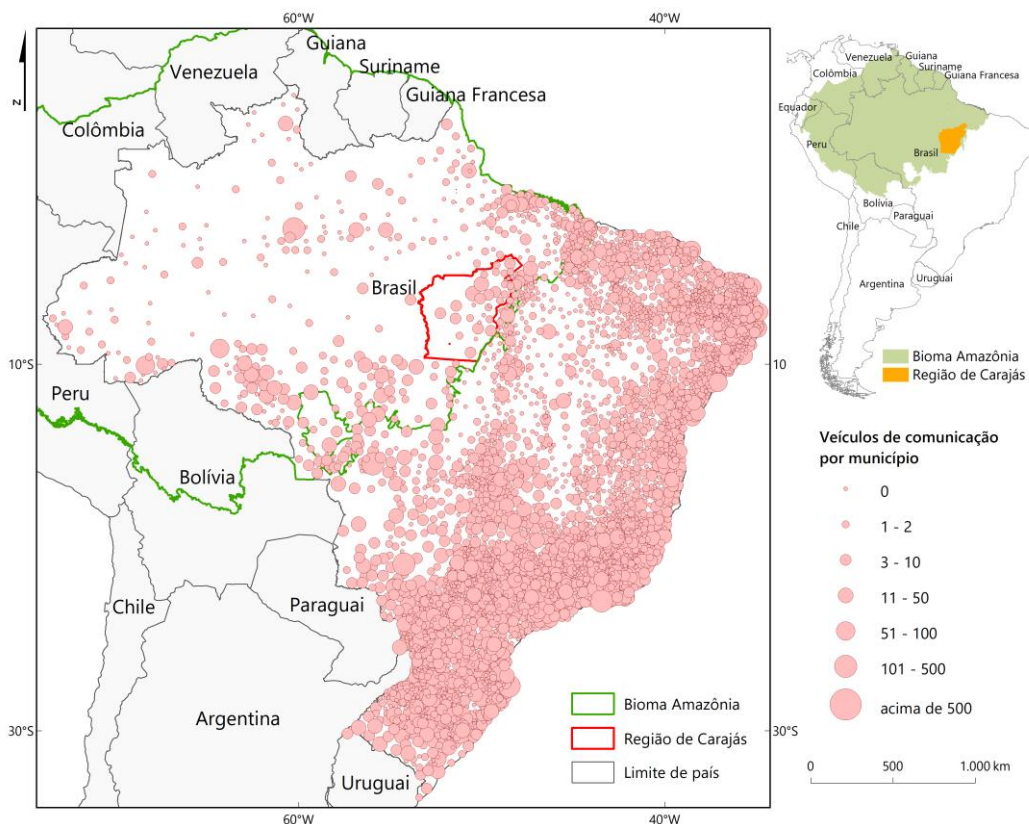 60°W
40°W
N
Guiana
Suriname
Venezuela
Guiana Francesa
Colômbia
Brasil
10°S
10
Peru
Bolívia
Chile
Paraguai
Argentina
Uruguai
30°S
30°S
60°W
40°W
Bioma Amazônia
Região de Carajás
Limite de país
Venezuela
Guiana
Suriname
Guiana Francesa
Colômbia
Equador
Peru
Brasil
Bolívia
Paraguai
Chile
Uruguai
Argentina
Bioma Amazônia
Região de Carajás
Veículos de comunicação
por município
0
1 - 2
3 - 10
11 - 50
51 - 100
101 - 500
acima de 500
0 500 1.000 km